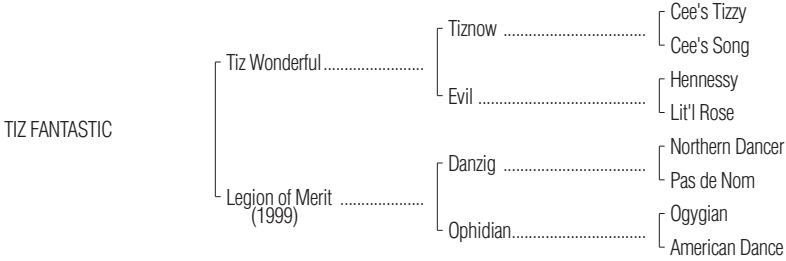 Cee's Tizzy
Tiznow ..................................
Cee's Song
Tiz Wonderful........................
Hennessy
Evil ........................................
Lit'l Rose
TIZ FANTASTIC
Northern Dancer
Danzig ..................................
Pas de Nom
Legion of Merit ....................
(1999)
Ogygian
Ophidian................................
American Dance